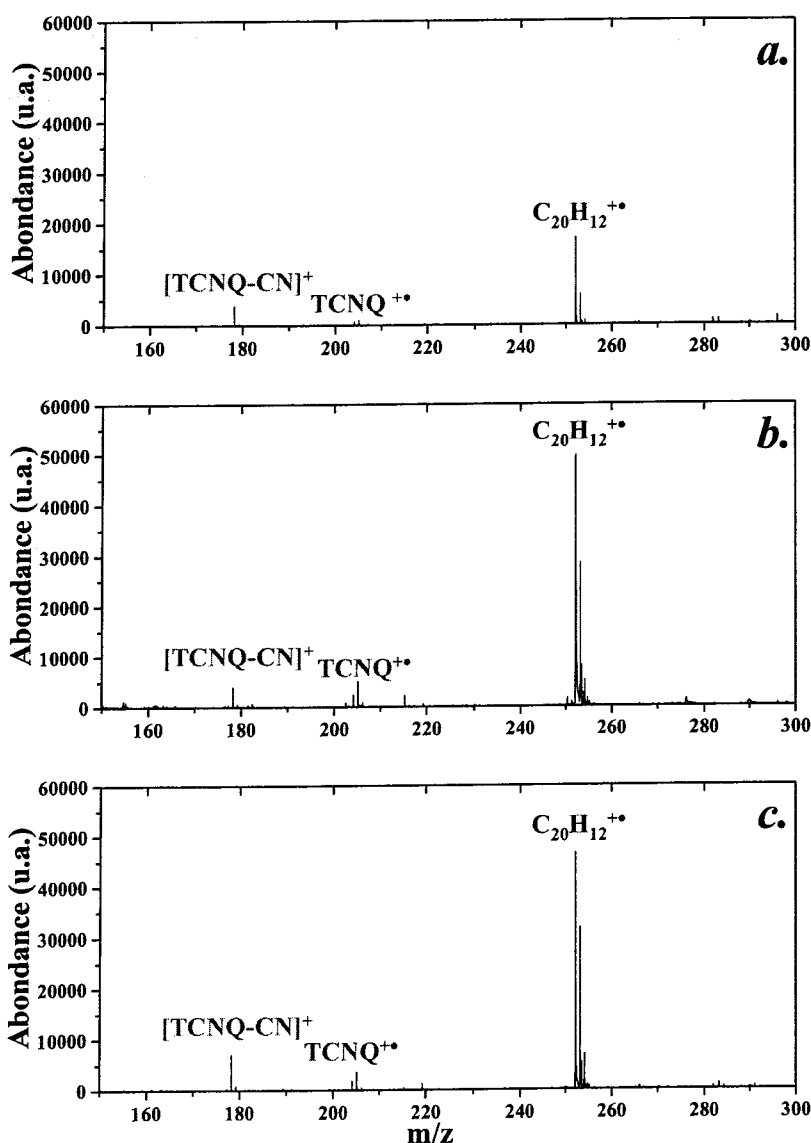 a.
Abondance (u.a.)
60000
50000
40000
30000
20000
10000
0
C₂₀H₁₂⁺•
[TCNQ-CN]⁺
TCNQ ⁺•
160 180 200 220 240 260 280 300
b.
Abondance (u.a.)
60000
50000
40000
30000
20000
10000
0
C₂₀H₁₂⁺•
[TCNQ-CN]⁺
TCNQ⁺•
160 180 200 220 240 260 280 300
c.
Abondance (u.a.)
60000
50000
40000
30000
20000
10000
0
C₂₀H₁₂⁺•
[TCNQ-CN]⁺
TCNQ⁺•
160 180 200 220 240 260 280 300
m/z